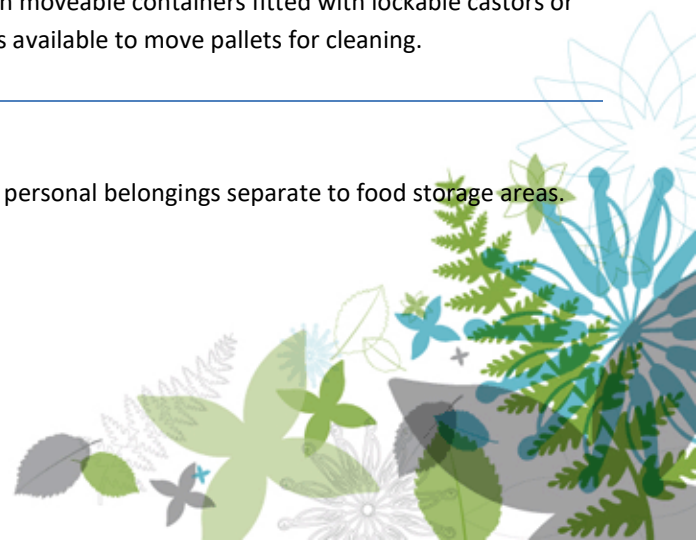 moveable containers fitted with lockable castors or
available to move pallets for cleaning.
personal belongings separate to food storage areas.